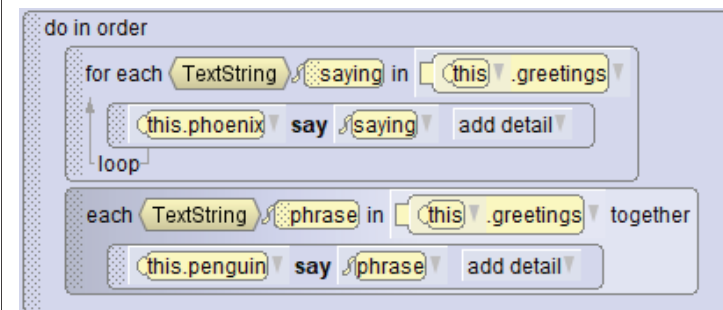 do in order
for each TextString saying in this .greetings
this.phoenix say saying add detail
loop
each TextString phrase in this .greetings together
this.penguin say phrase add detail